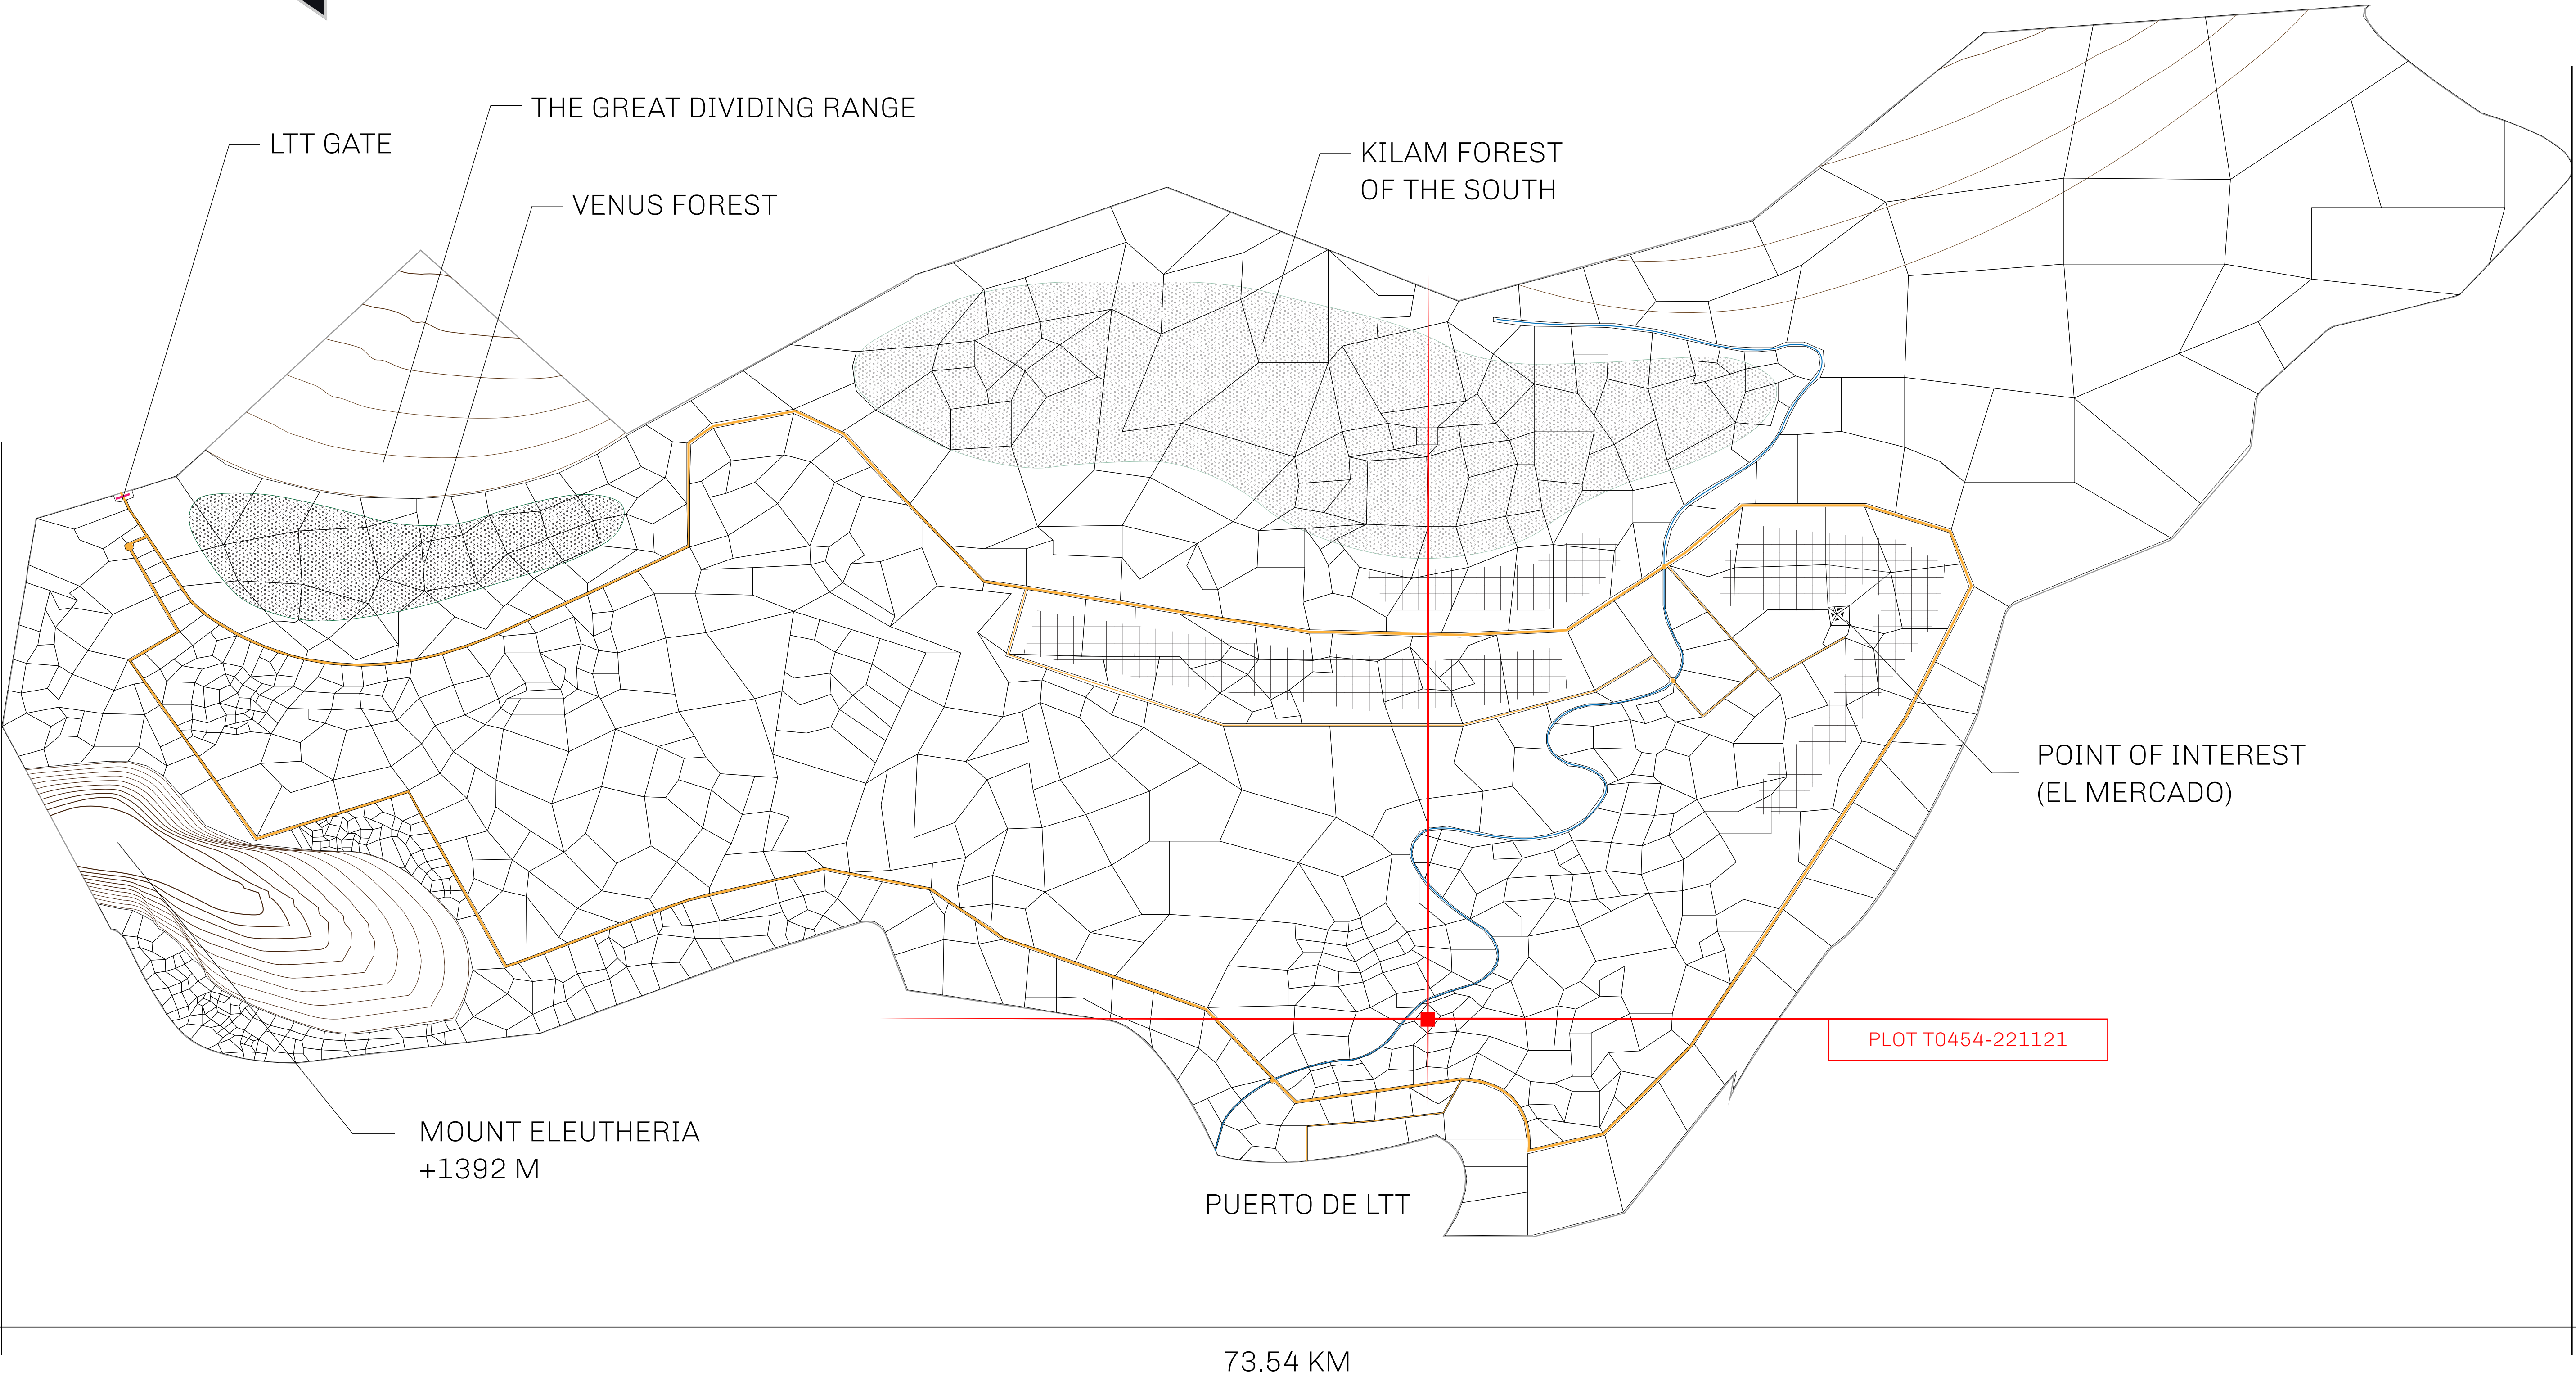 THE GREAT DIVIDING RANGE
LTT GATE
VENUS FOREST
KILAM FOREST
OF THE SOUTH
POINT OF INTEREST
(EL MERCADO)
PLOT T0454-221121
MOUNT ELEUTHERIA
+1392 M
PUERTO DE LTT
73.54 KM